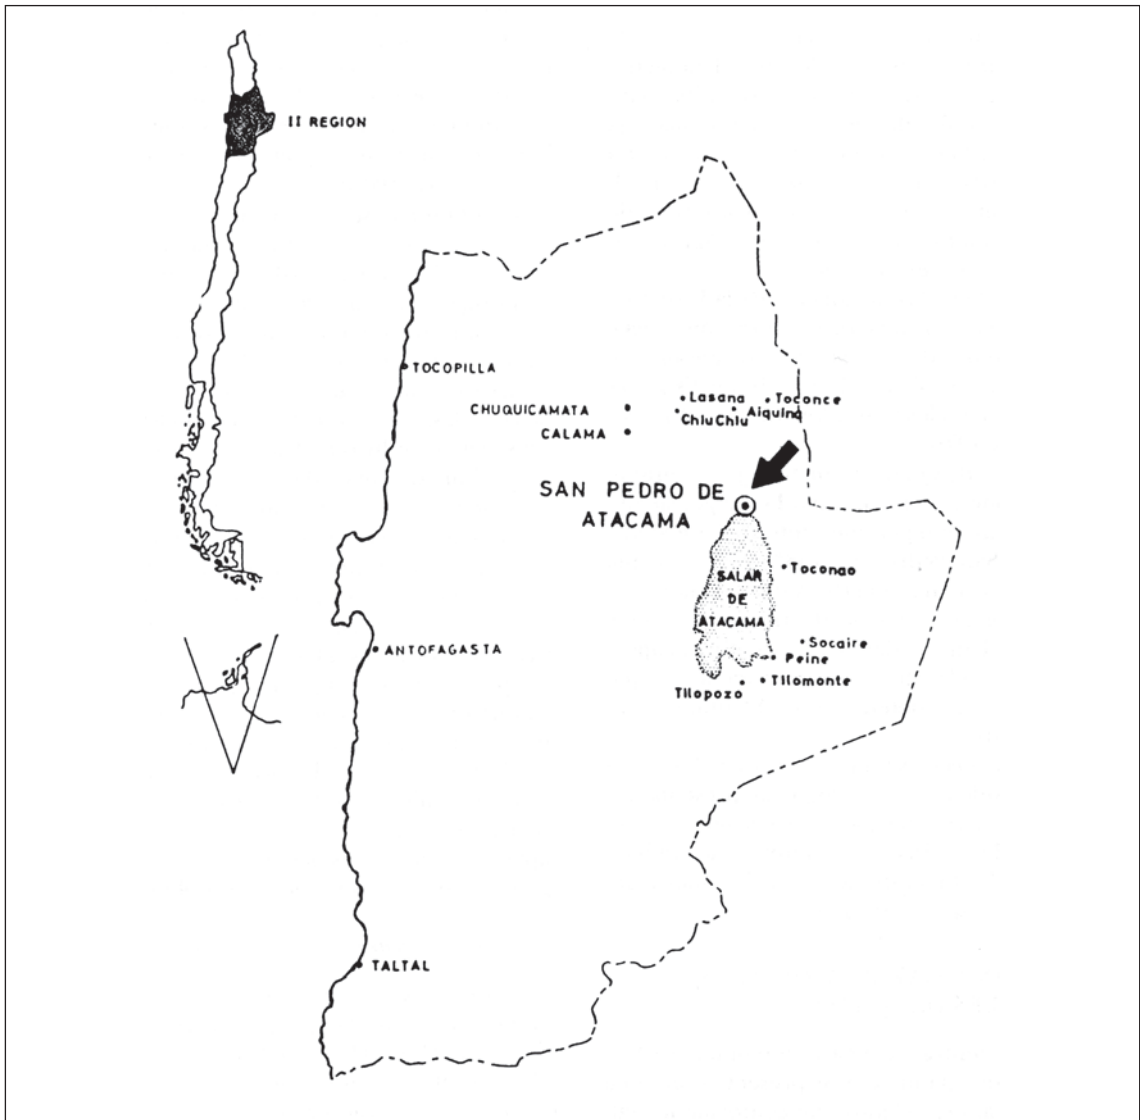 II REGION
TOCOPILLA
Lasana
Toconce
CHUQUICAMATA
ChiuChiu
Aiquina
CALAMA
SAN PEDRO DE
ATACAMA
Toconao
SALAR
DE
ATACAMA
Socaire
ANTOFAGASTA
Peine
Tilomonte
Tilopozo
TALTAL